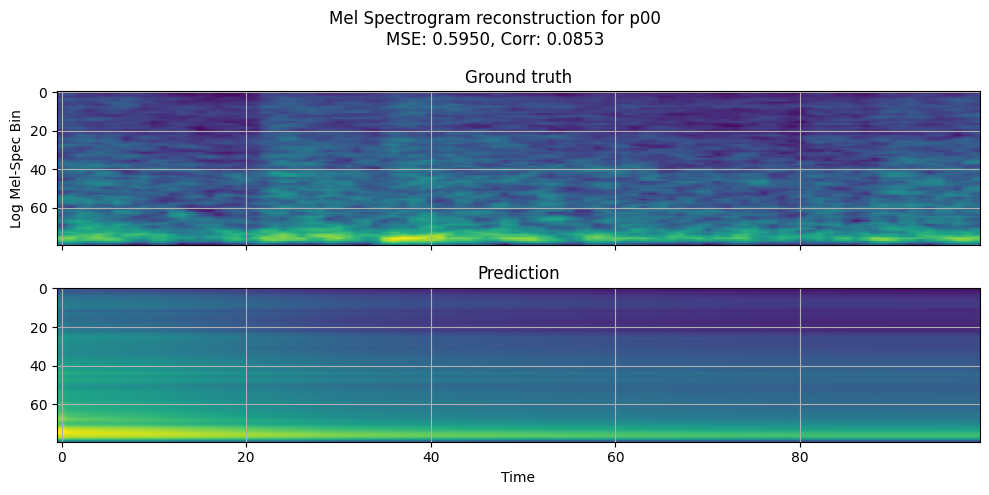 Mel Spectrogram reconstruction for p00
MSE: 0.5950, Corr: 0.0853
Ground truth
0
20
40
60
Log Mel-Spec Bin
Prediction
0
20
40
60
0 20 40 60 80
Time